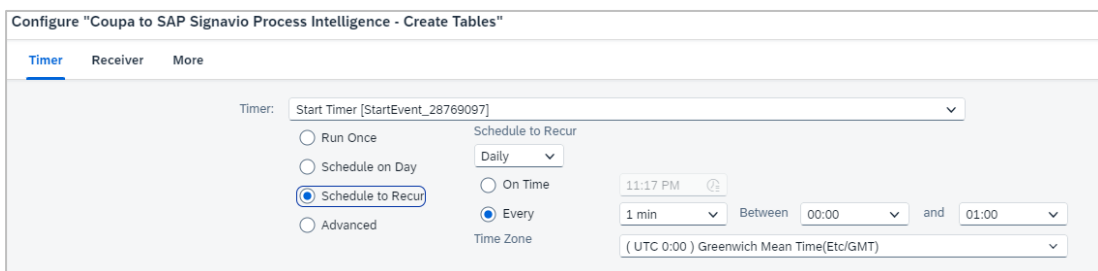 Configure "Coupa to SAP Signavio Process Intelligence - Create Tables"
Timer Receiver More
Timer: Start Timer [StartEvent_28769097]
Run Once Schedule to Recur
Daily
Schedule on Day
On Time 11:17 PM
Schedule to Recur
Every 1 min Between 00:00 and 01:00
Advanced
Time Zone ( UTC 0:00 ) Greenwich Mean Time(Etc/GMT)